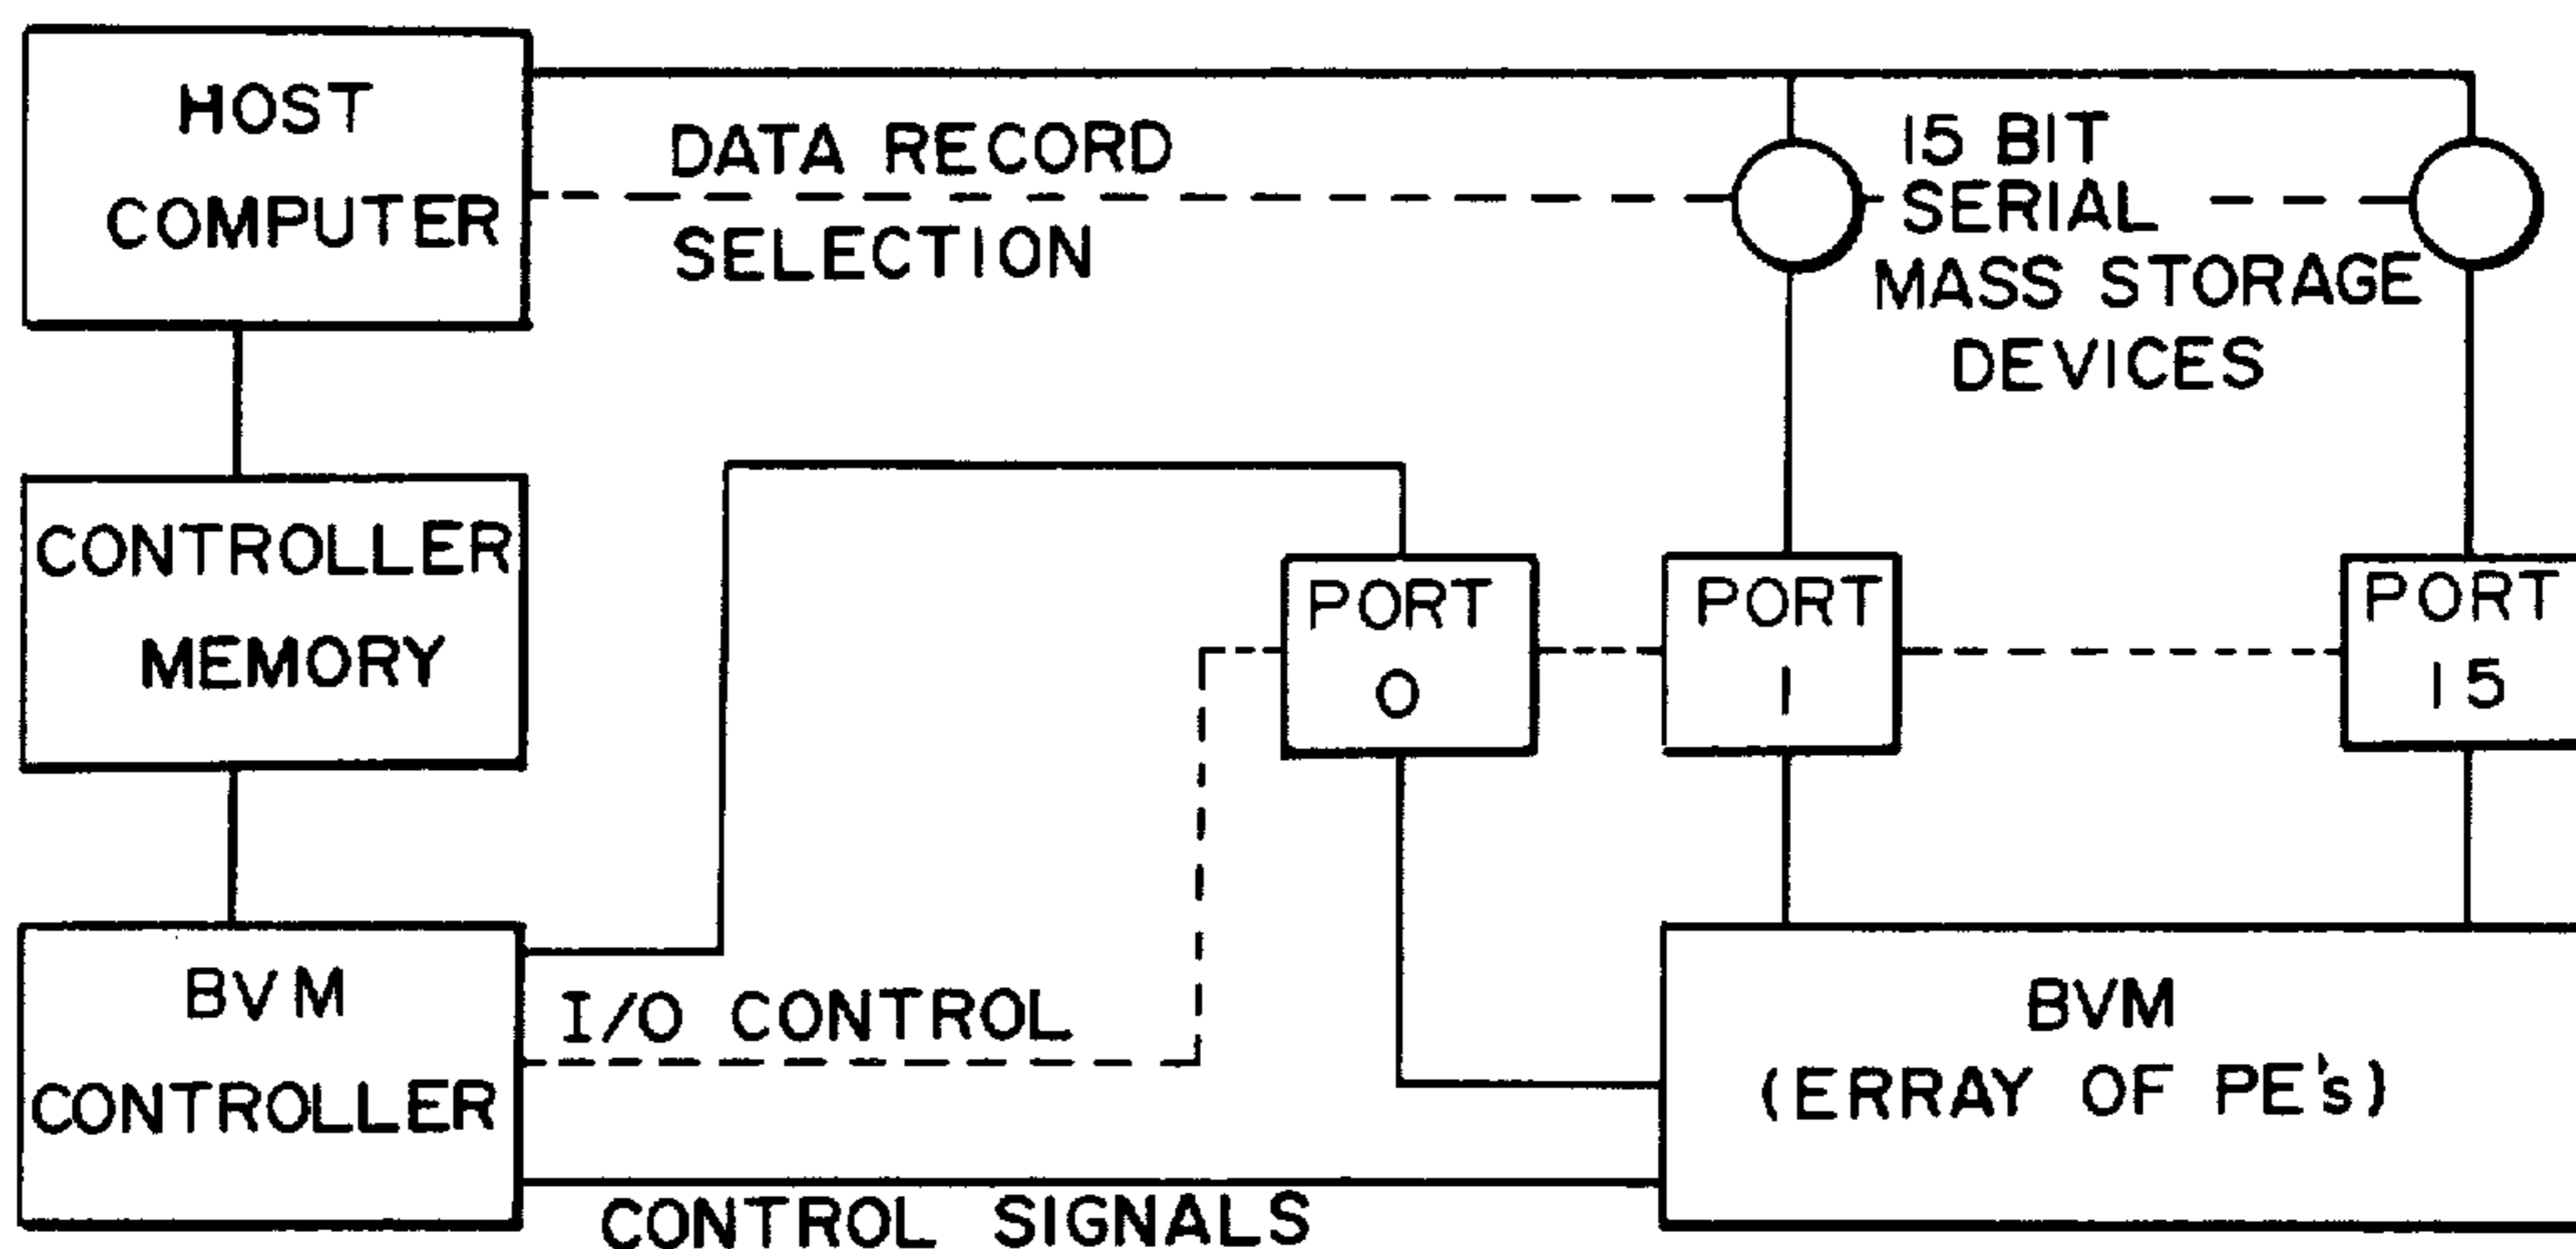 HOST
COMPUTER
DATA RECORD
SELECTION
15 BIT
SERIAL
MASS STORAGE
DEVICES
CONTROLLER
MEMORY
PORT
0
PORT
1
PORT
15
BVM
CONTROLLER
I/O CONTROL
CONTROL SIGNALS
BVM
(ERRAY OF PE's)